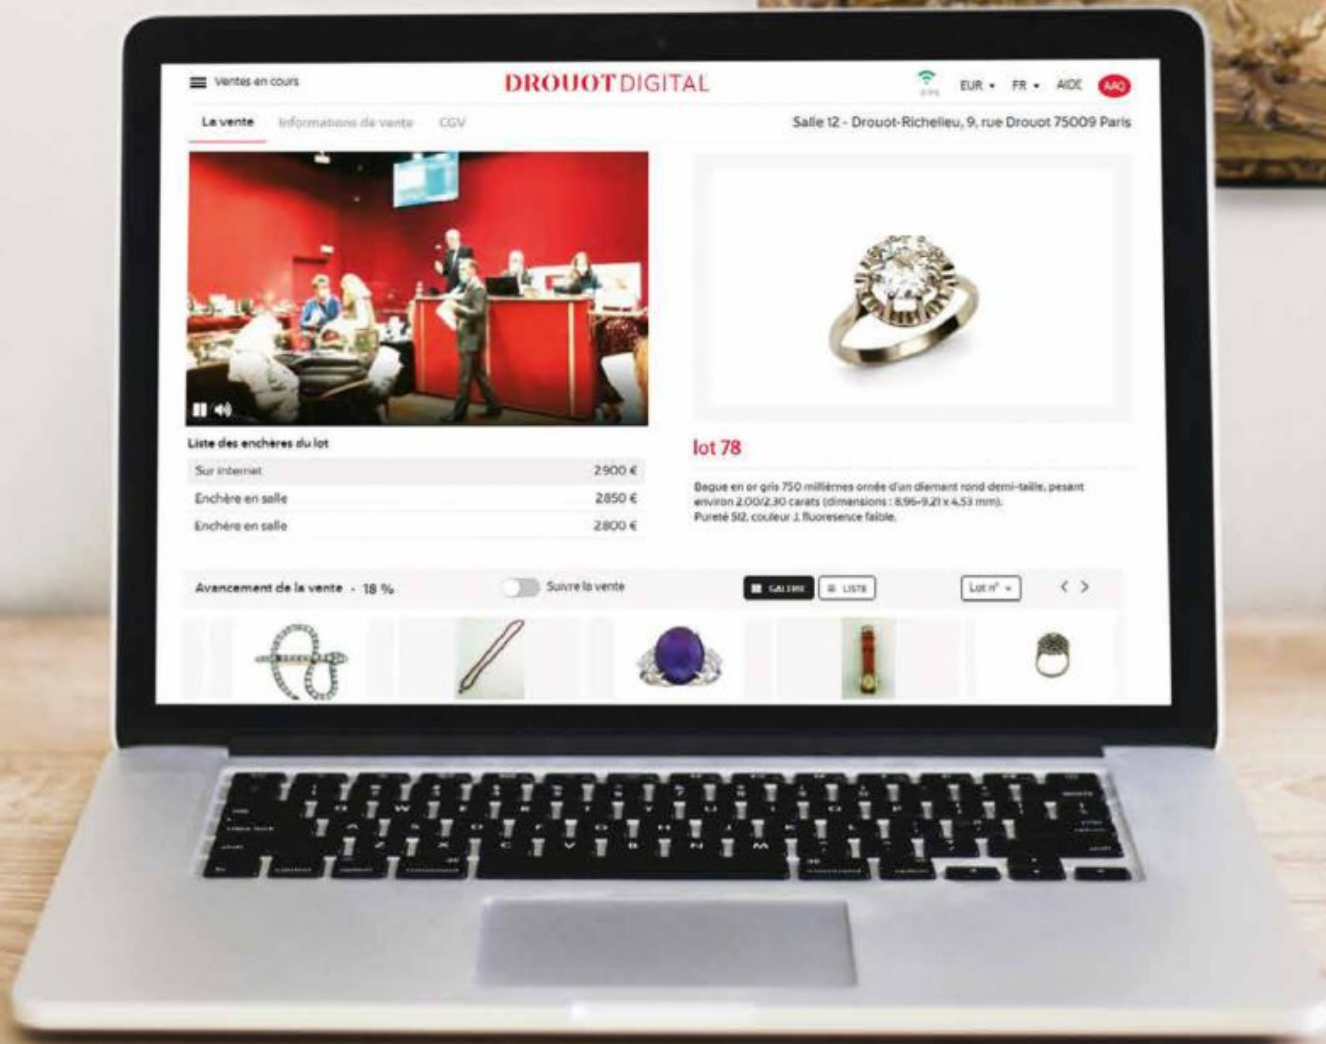 Ventes en cours
DROUOT DIGITAL
EUR
FR
AIDE
AAQ
La vente
Informations de vente
CGV
Salle 12 - Drouot-Richelieu, 9, rue Drouot 75009 Paris
Liste des enchères du lot
Sur internet 2900 €
Enchère en salle 2850 €
Enchère en salle 2800 €
lot 78
Bague en or gris 750 millièmes ornée d'un diamant rond demi-taille, pesant
environ 2,00/2,30 carats (dimensions : 8,96-9,21 x 4,53 mm).
Pureté SI2, couleur J, fluoresence faible.
Avancement de la vente - 18 %
Suivre la vente
GALERIE
LISTE
Lot n°